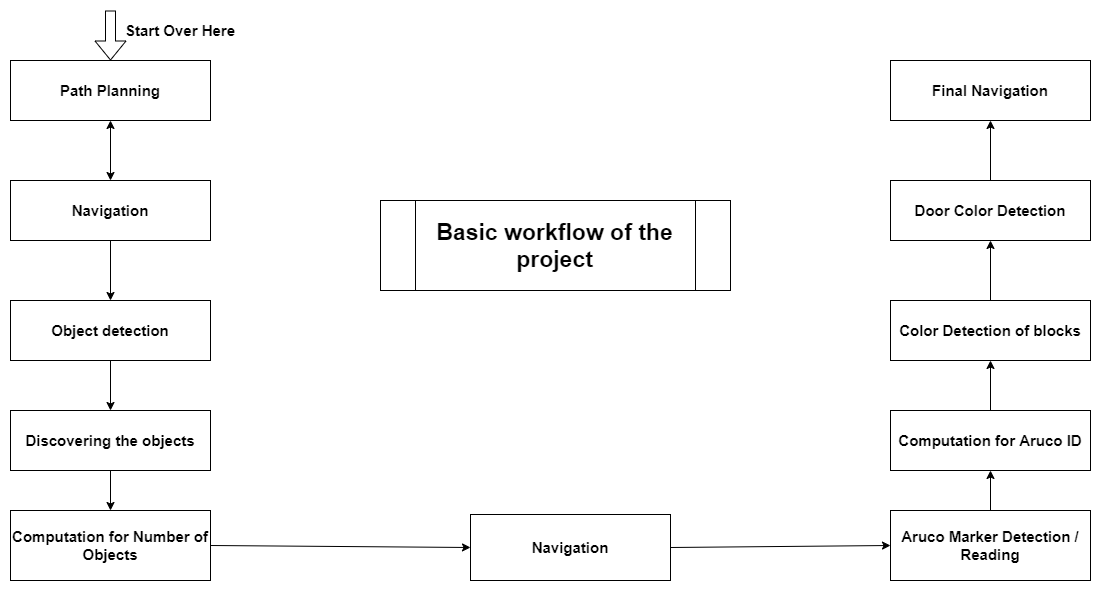 Start Over Here
Path Planning
Navigation
Object detection
Discovering the objects
Computation for Number of
Objects
Basic workflow of the
project
Navigation
Final Navigation
Door Color Detection
Color Detection of blocks
Computation for Aruco ID
Aruco Marker Detection /
Reading